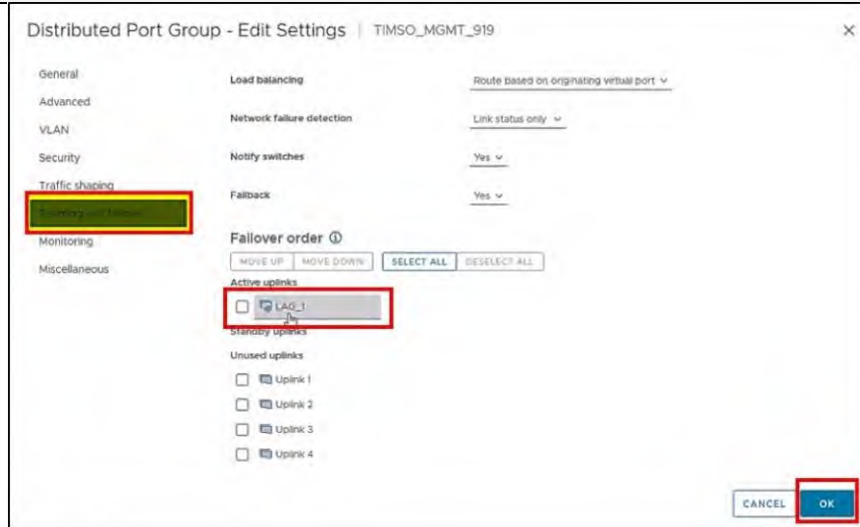 Distributed Port Group - Edit Settings | TIMSO_MGMT_919
General
Advanced
VLAN
Security
Traffic shaping
Teaming and failover
Monitoring
Miscellaneous
Load balancing Route based on originating virtual port
Network failure detection Link status only
Notify switches Yes
Failback Yes
Failover order
MOVE UP MOVE DOWN SELECT ALL DESELECT ALL
Active uplinks
LAG_1
Standby uplinks
Unused uplinks
Uplink 1
Uplink 2
Uplink 3
Uplink 4
CANCEL OK